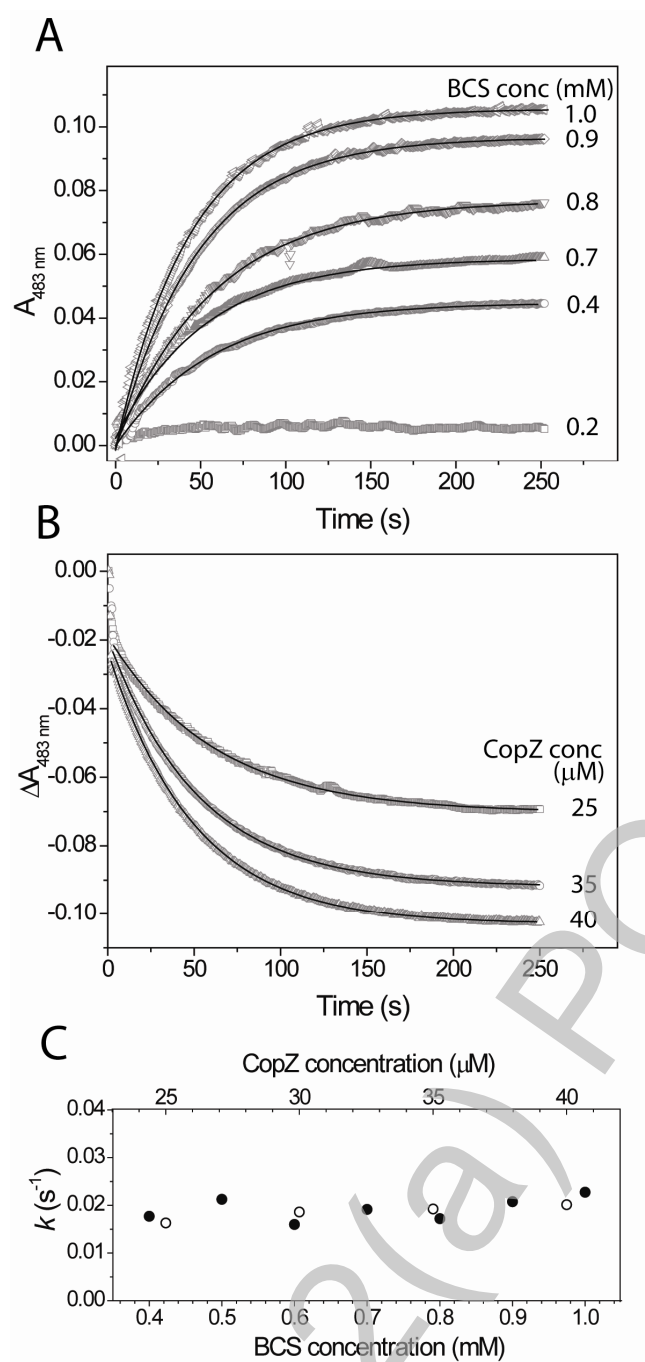 A
BCS conc (mM)
1.0
0.9
0.8
0.7
0.4
0.2
0.10
0.08
0.06
0.04
0.02
0.00
A483 nm
0 50 100 150 200 250
Time (s)
B
0.00
-0.02
-0.04
-0.06
-0.08
-0.10
ΔA483 nm
CopZ conc
(μM)
25
35
40
0 50 100 150 200 250
Time (s)
C
CopZ concentration (μM)
25 30 35 40
0.04
0.03
0.02
0.01
0.00
k (s-1)
0.4 0.5 0.6 0.7 0.8 0.9 1.0
BCS concentration (mM)
2(a) PO